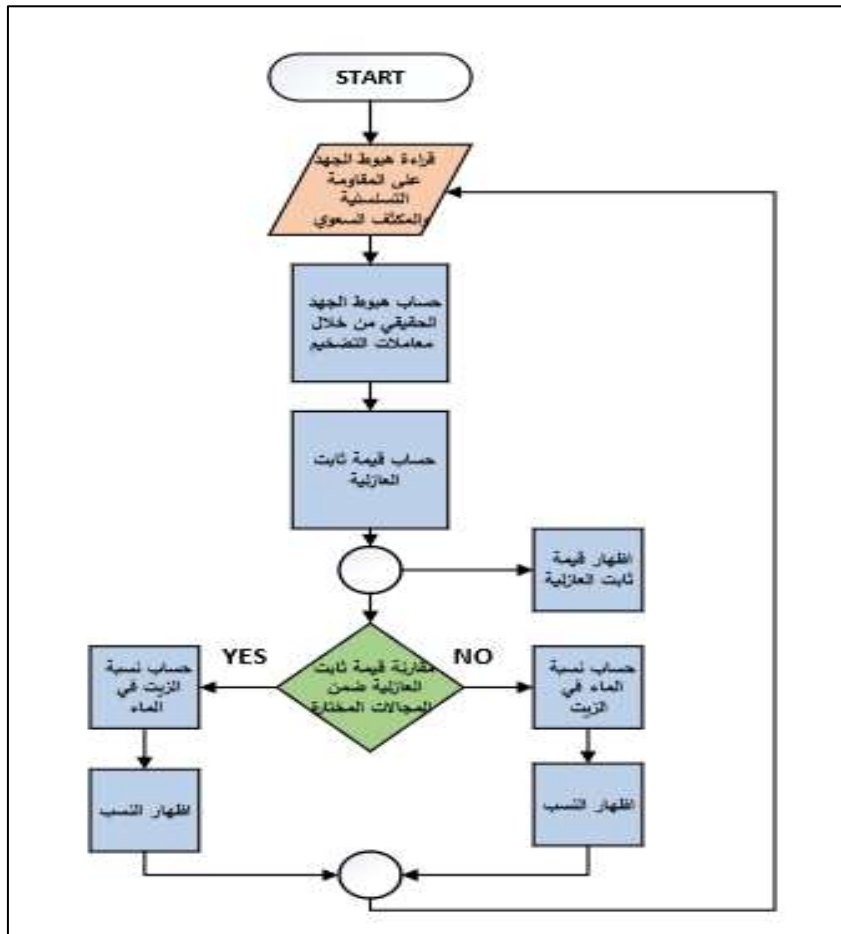 START
قراءة هبوط الجهد
على المقاومة
التسلسلية
والمكثف السعوي
حساب هبوط الجهد
الحقيقي من خلال
معاملات التضخيم
حساب قيمة ثابت
العازلية
اظهار قيمة
ثابت العازلية
مقارنة قيمة ثابت
العازلية ضمن
المجالات المختارة
YES
NO
حساب نسبة
الزيت في
الماء
حساب نسبة
الماء في
الزيت
اظهار النسب
اظهار النسب